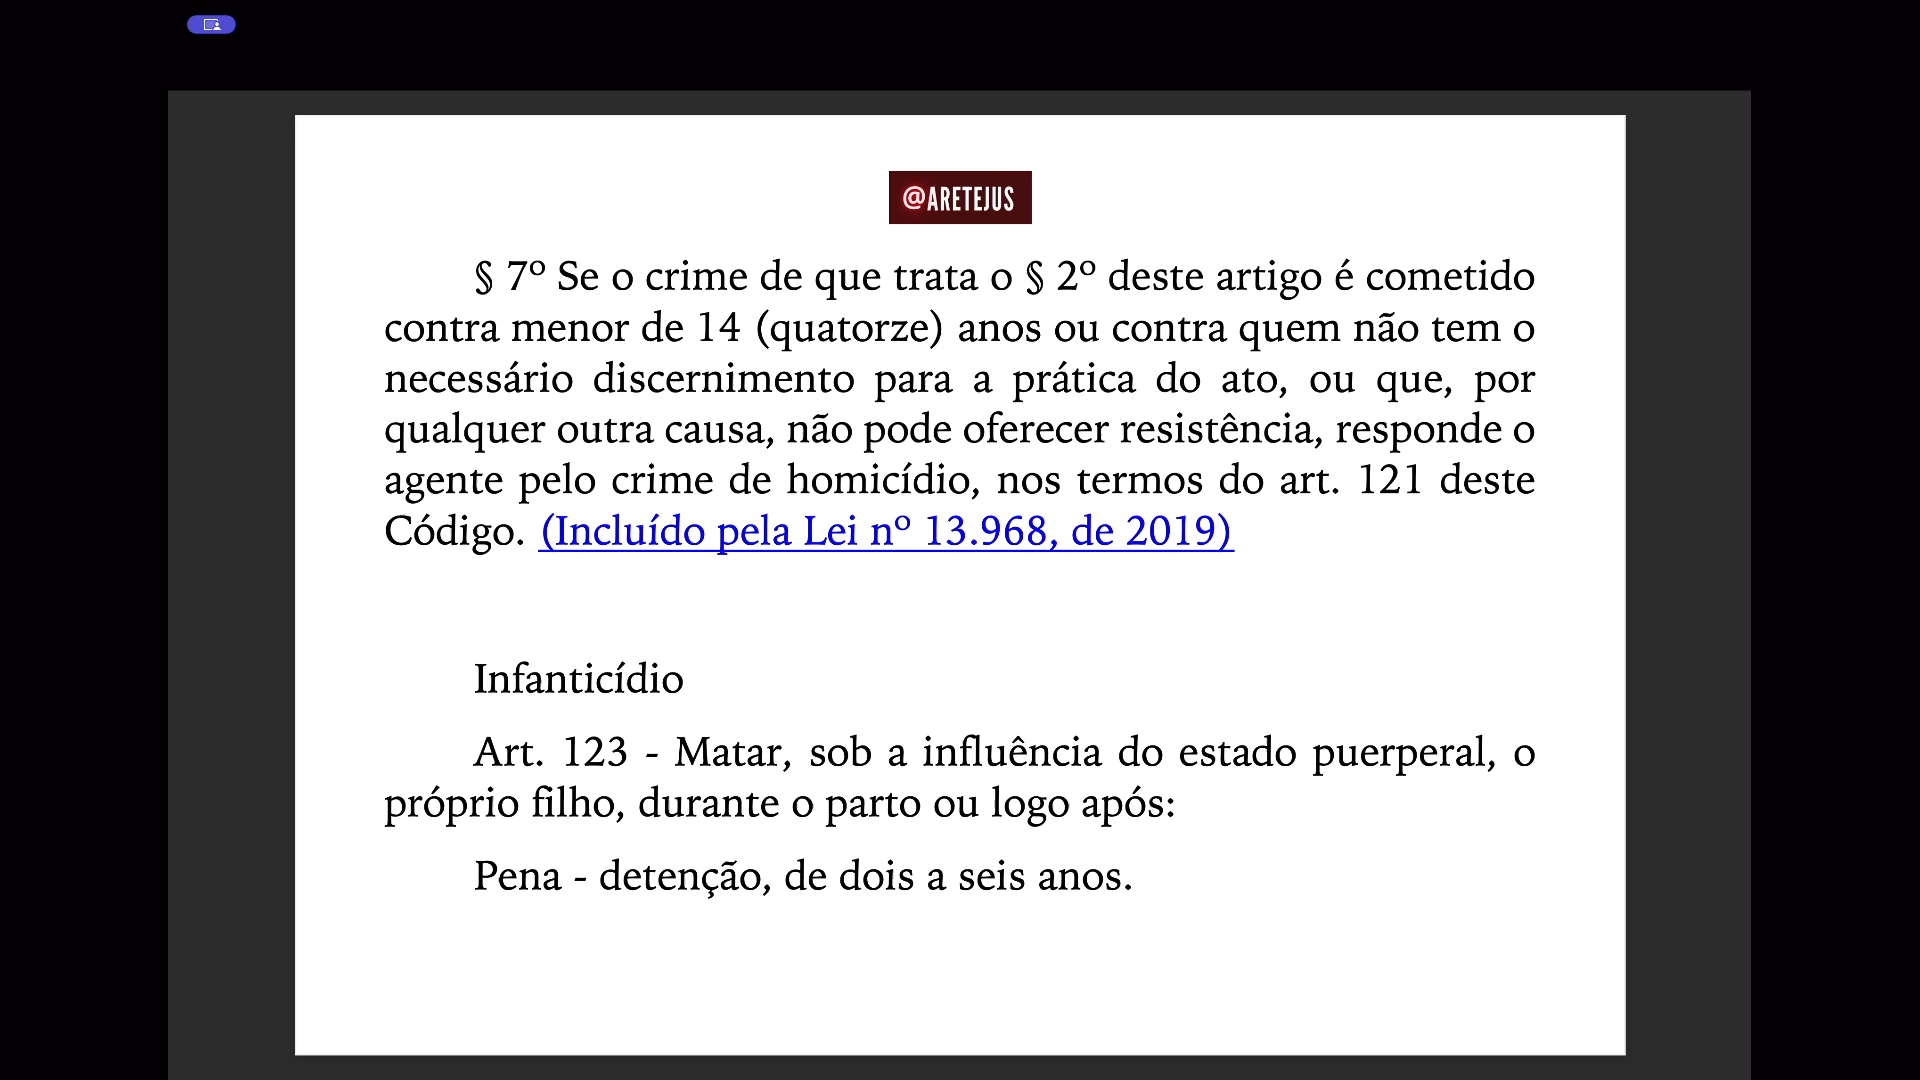 @ARETEJUS
§ 7º Se o crime de que trata o § 2º deste artigo é cometido
contra menor de 14 (quatorze) anos ou contra quem não tem o
necessário discernimento para a prática do ato, ou que, por
qualquer outra causa, não pode oferecer resistência, responde o
agente pelo crime de homicídio, nos termos do art. 121 deste
Código. (Incluído pela Lei nº 13.968, de 2019)
Infanticídio
Art. 123 - Matar, sob a influência do estado puerperal, o
próprio filho, durante o parto ou logo após:
Pena - detenção, de dois a seis anos.